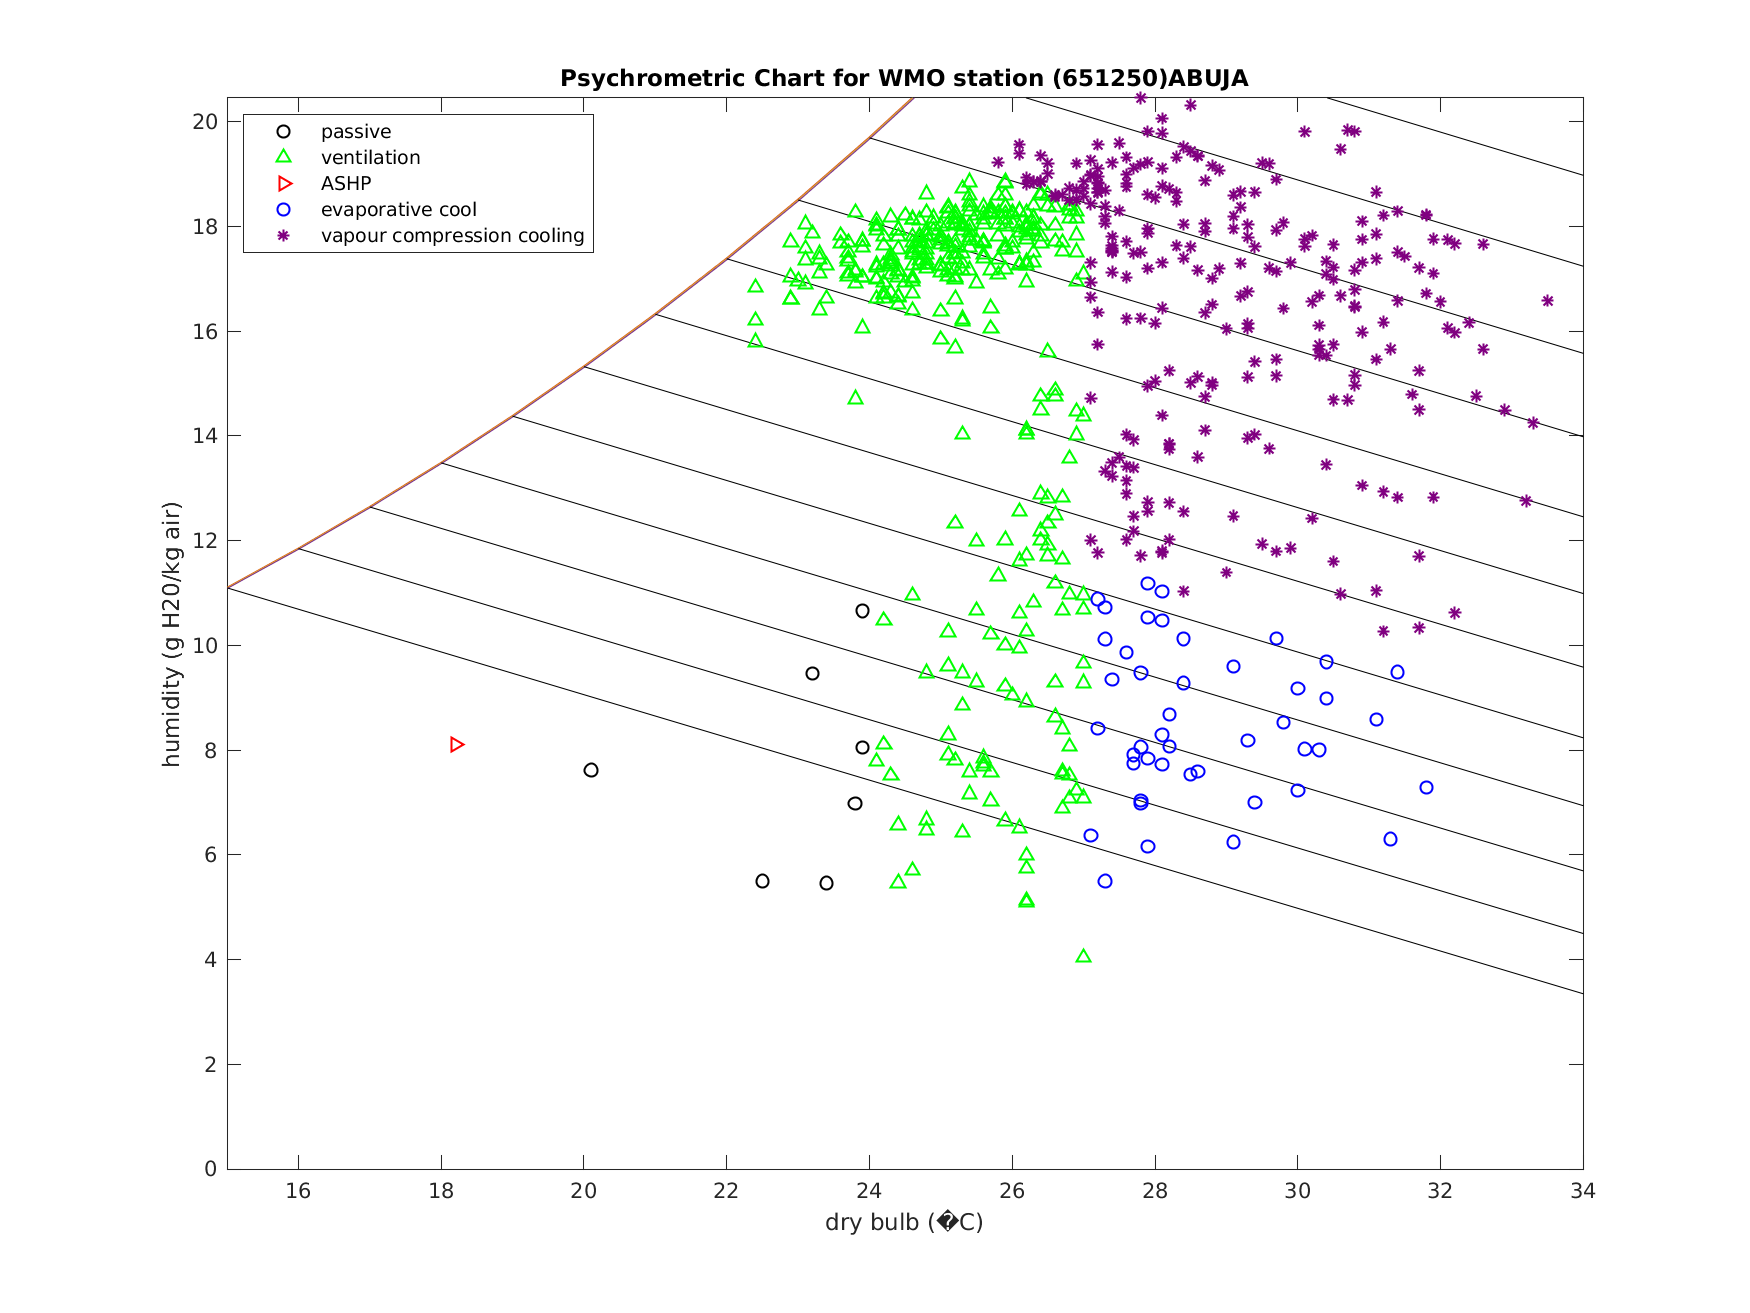 Psychrometric Chart for WMO station (651250)ABUJA
passive
ventilation
ASHP
evaporative cool
vapour compression cooling
humidity (g H20/kg air)
20
18
16
14
12
10
8
6
4
2
0
16 18 20 22 24 26 28 30 32 34
dry bulb (�C)